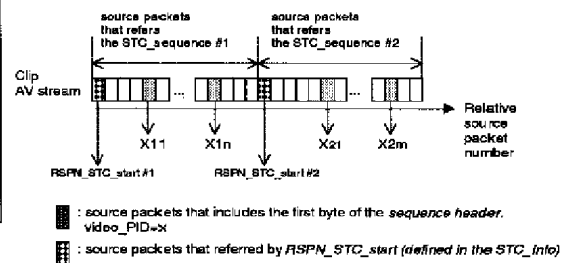 source packets that refers the STC_sequence #1
source packets that refers the STC_sequence #2
Clip AV stream
...
...
Relative source packet number
X11
X1n
X21
X2m
RSPN_STC_start #1
RSPN_STC_start #2
: source packets that includes the first byte of the sequence header.
video_PID=x
: source packets that referred by RSPN_STC_start (defined in the STC_Info)